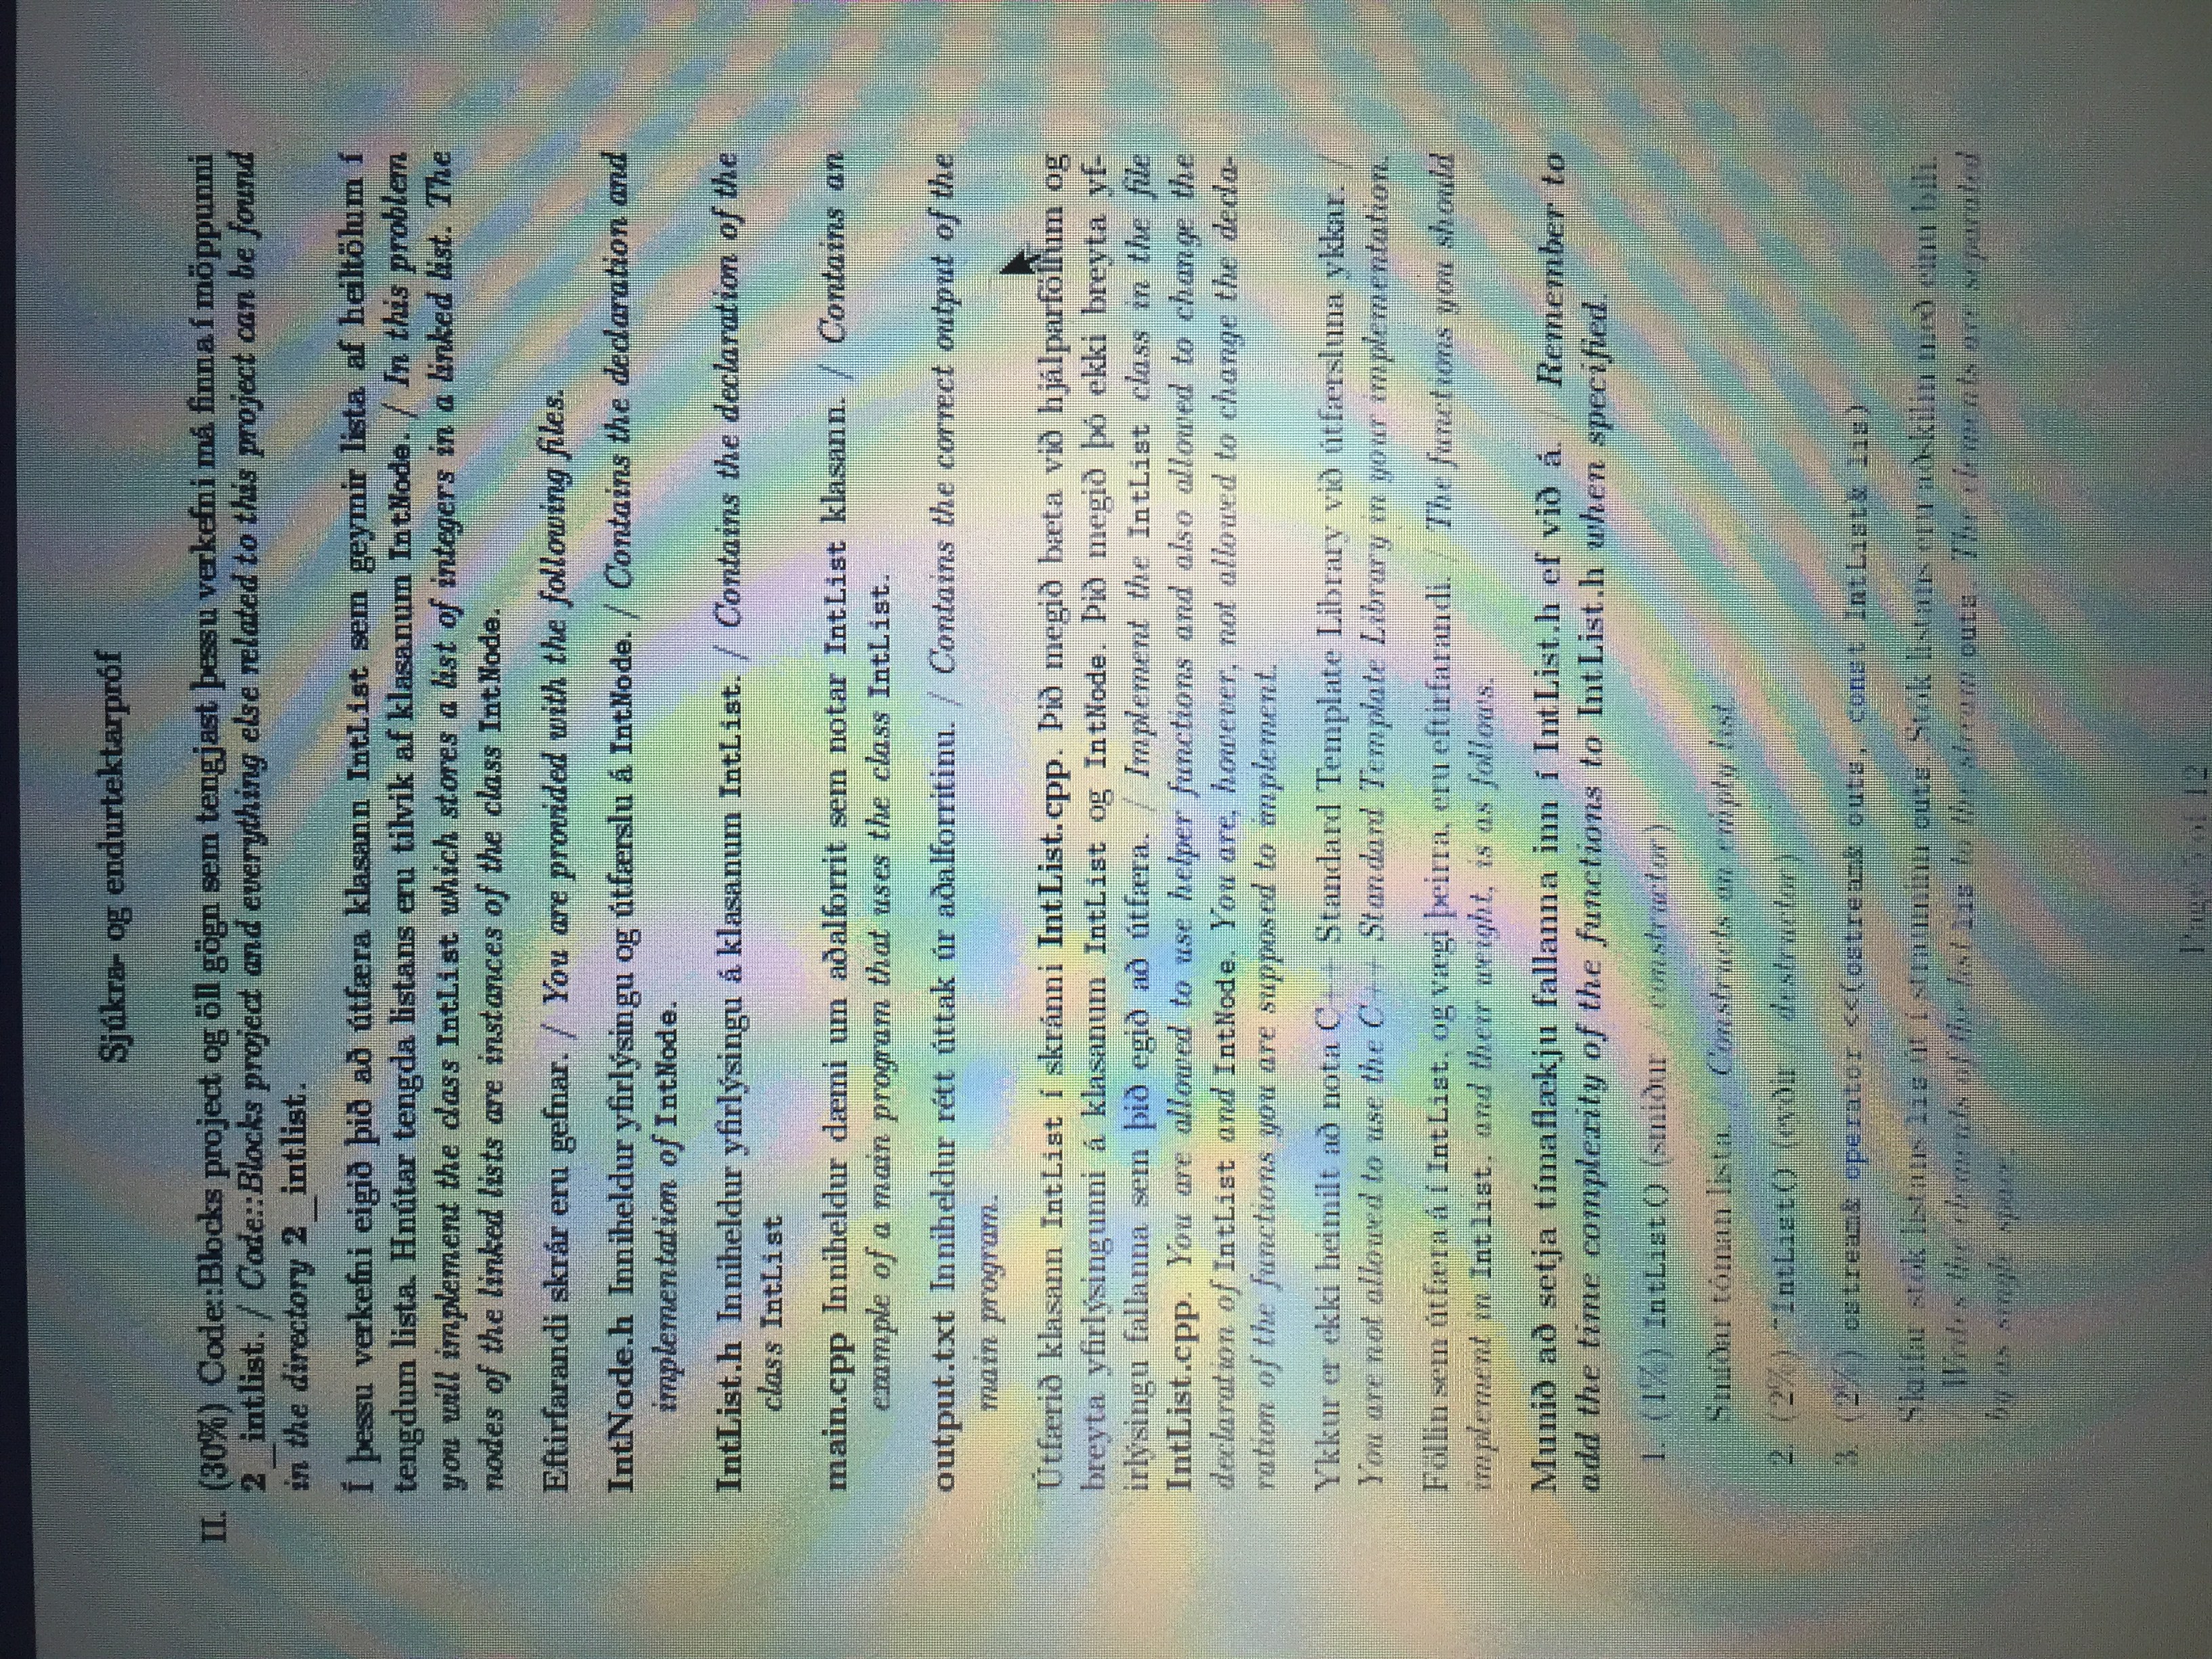 Sjúkra- og endurtektarpróf
II. (30%) Code::Blocks project og öll gögn sem tengjast þessu verkefni má finna í möppunni
2_intlist. / Code::Blocks project and everything else related to this project can be found
in the directory 2_intlist.
Í þessu verkefni eigið þið að útfæra klasann IntList sem geymir lista af heiltölum í
tengdum lista. Hnútar tengda listans eru tilvik af klasanum IntNode. / In this problem
you will implement the class IntList which stores a list of integers in a linked list. The
nodes of the linked lists are instances of the class IntNode.
Eftirfarandi skrár eru gefnar. / You are provided with the following files.
IntNode.h Inniheldur yfirlýsingu og útfærslu á IntNode. / Contains the declaration and
implementation of IntNode.
IntList.h Inniheldur yfirlýsingu á klasanum IntList. / Contains the declaration of the
class IntList
main.cpp Inniheldur dæmi um aðalforrit sem notar IntList klasann. / Contains an
example of a main program that uses the class IntList.
output.txt Inniheldur rétt úttak úr aðalforritinu. / Contains the correct output of the
main program.
Útfærið klasann IntList í skránni IntList.cpp. Þið megið bæta við hjálparföllum og
breyta yfirlýsingunni á klasanum IntList og IntNode. Þið megið þó ekki breyta yf-
irlýsingu fallanna sem þið egið að útfæra. / Implement the IntList class in the file
IntList.cpp. You are allowed to use helper functions and also allowed to change the
declaration of IntList and IntNode. You are, however, not allowed to change the decla-
ration of the functions you are supposed to implement.
Ykkur er ekki heimilt að nota C++ Standard Template Library við útfærsluna ykkar. /
You are not allowed to use the C++ Standard Template Library in your implementation.
Föllin sem útfæra á í IntList, og vægi þeirra, eru eftirfarandi. / The functions you should
implement in Intlist, and their weight, is as follows.
Munið að setja tímaflækju fallanna inn í IntList.h ef við á. / Remember to
add the time complexity of the functions to IntList.h when specified.
1. (1%) IntList() (smiður / constructor)
Smíðar tóman lista. / Constructs an empty list.
2. (2%) ~IntList() (eyðir / destructor)
3. (2%) ostream& operator <<(ostream& outs, const IntList& lis)
Skrifar stök listans lis út í strauminn outs. Stök listans eru aðskilin með einu bili.
/ Writes the elements of the list lis to the stream outs. The elements are separated
by as single space.
Page 5 of 12